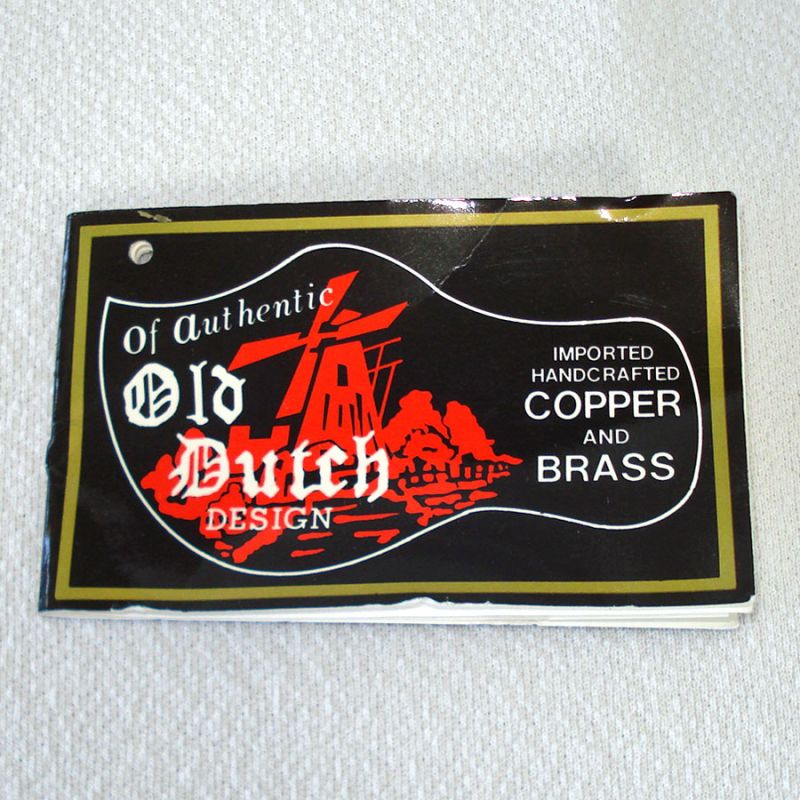 Of authentic
Old
Dutch
DESIGN
IMPORTED
HANDCRAFTED
COPPER
AND
BRASS